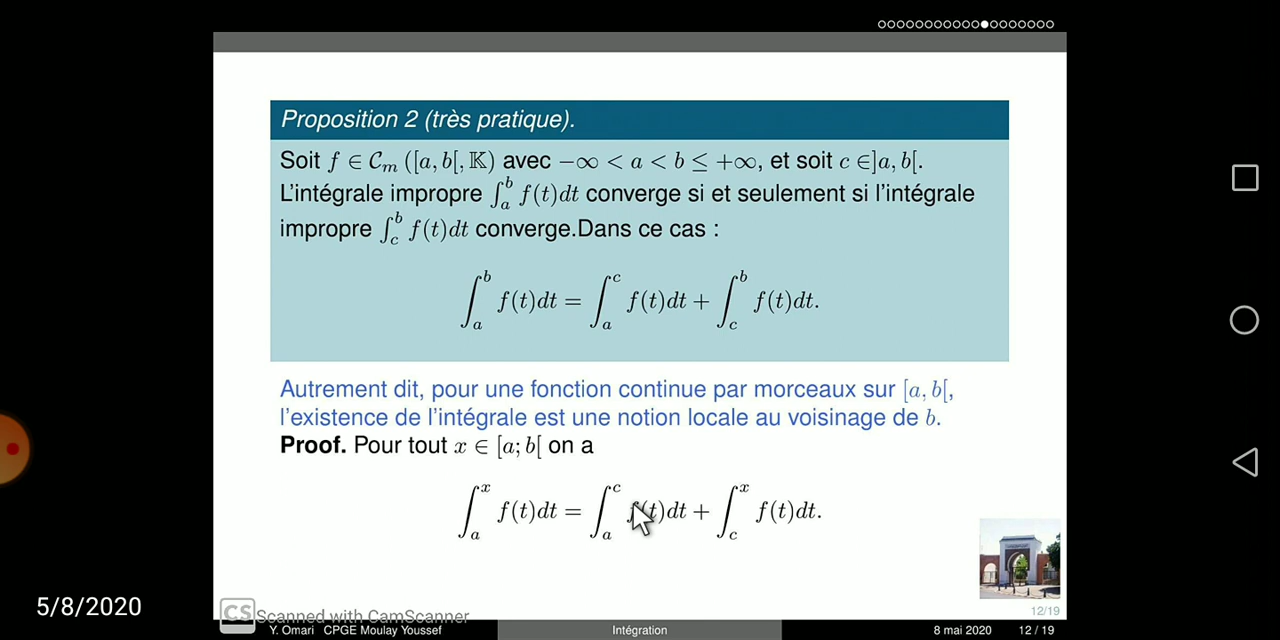 Proposition 2 (très pratique).
Soit f ∈ 𝒞ₘ ([a, b[, 𝕂) avec −∞ < a < b ≤ +∞, et soit c ∈]a, b[.
L'intégrale impropre ∫ₐᵇ f(t)dt converge si et seulement si l'intégrale
impropre ∫_c^b f(t)dt converge.Dans ce cas :
∫_a^b f(t)dt = ∫_a^c f(t)dt + ∫_c^b f(t)dt.
Autrement dit, pour une fonction continue par morceaux sur [a, b[,
l'existence de l'intégrale est une notion locale au voisinage de b.
Proof. Pour tout x ∈ [a; b[ on a
∫_a^x f(t)dt = ∫_a^c f(t)dt + ∫_c^x f(t)dt.
12/19
5/8/2020
CS Scanned with CamScanner
Y. Omari CPGE Moulay Youssef Intégration 8 mai 2020 12 / 19